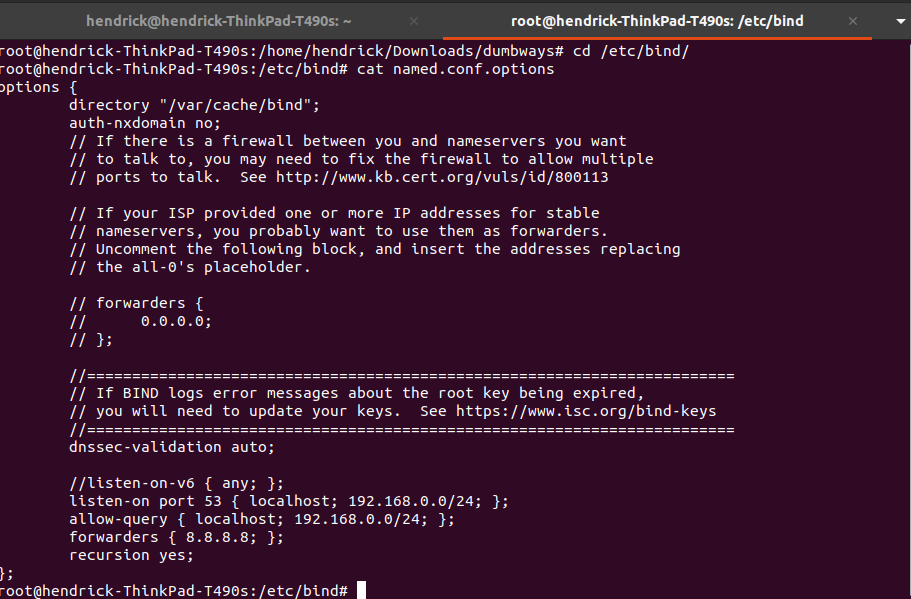 hendrick@hendrick-ThinkPad-T490s: ~ × root@hendrick-ThinkPad-T490s: /etc/bind ×
root@hendrick-ThinkPad-T490s:/home/hendrick/Downloads/dumbways# cd /etc/bind/
root@hendrick-ThinkPad-T490s:/etc/bind# cat named.conf.options
options {
        directory "/var/cache/bind";
        auth-nxdomain no;
        // If there is a firewall between you and nameservers you want
        // to talk to, you may need to fix the firewall to allow multiple
        // ports to talk.  See http://www.kb.cert.org/vuls/id/800113

        // If your ISP provided one or more IP addresses for stable
        // nameservers, you probably want to use them as forwarders.
        // Uncomment the following block, and insert the addresses replacing
        // the all-0's placeholder.

        // forwarders {
        //      0.0.0.0;
        // };

        //========================================================================
        // If BIND logs error messages about the root key being expired,
        // you will need to update your keys.  See https://www.isc.org/bind-keys
        //========================================================================
        dnssec-validation auto;

        //listen-on-v6 { any; };
        listen-on port 53 { localhost; 192.168.0.0/24; };
        allow-query { localhost; 192.168.0.0/24; };
        forwarders { 8.8.8.8; };
        recursion yes;
};
root@hendrick-ThinkPad-T490s:/etc/bind#